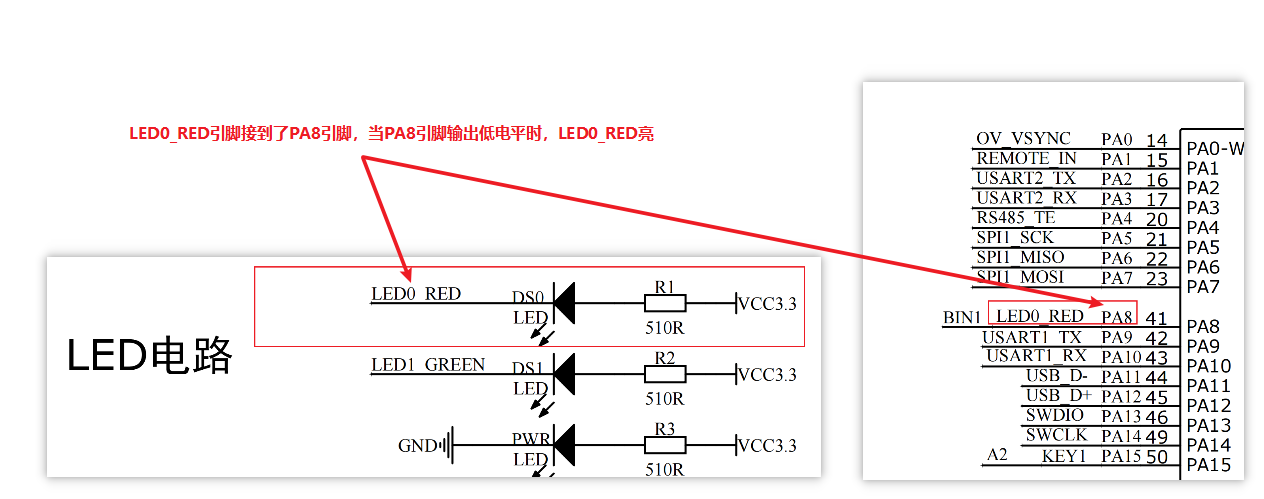 LED0_RED引脚接到了PA8引脚，当PA8引脚输出低电平时，LED0_RED亮
LED电路
LED0_RED
DS0
LED
R1
510R
VCC3.3
LED1_GREEN
DS1
LED
R2
510R
VCC3.3
GND
PWR
LED
R3
510R
VCC3.3
OV_VSYNC PA0 14 PA0-W
REMOTE_IN PA1 15 PA1
USART2_TX PA2 16 PA2
USART2_RX PA3 17 PA3
RS485_TE PA4 20 PA4
SPI1_SCK PA5 21 PA5
SPI1_MISO PA6 22 PA6
SPI1_MOSI PA7 23 PA7
BIN1 LED0_RED PA8 41 PA8
USART1_TX PA9 42 PA9
USART1_RX PA10 43 PA10
USB_D- PA11 44 PA11
USB_D+ PA12 45 PA12
SWDIO PA13 46 PA13
SWCLK PA14 49 PA14
A2 KEY1 PA15 50 PA15